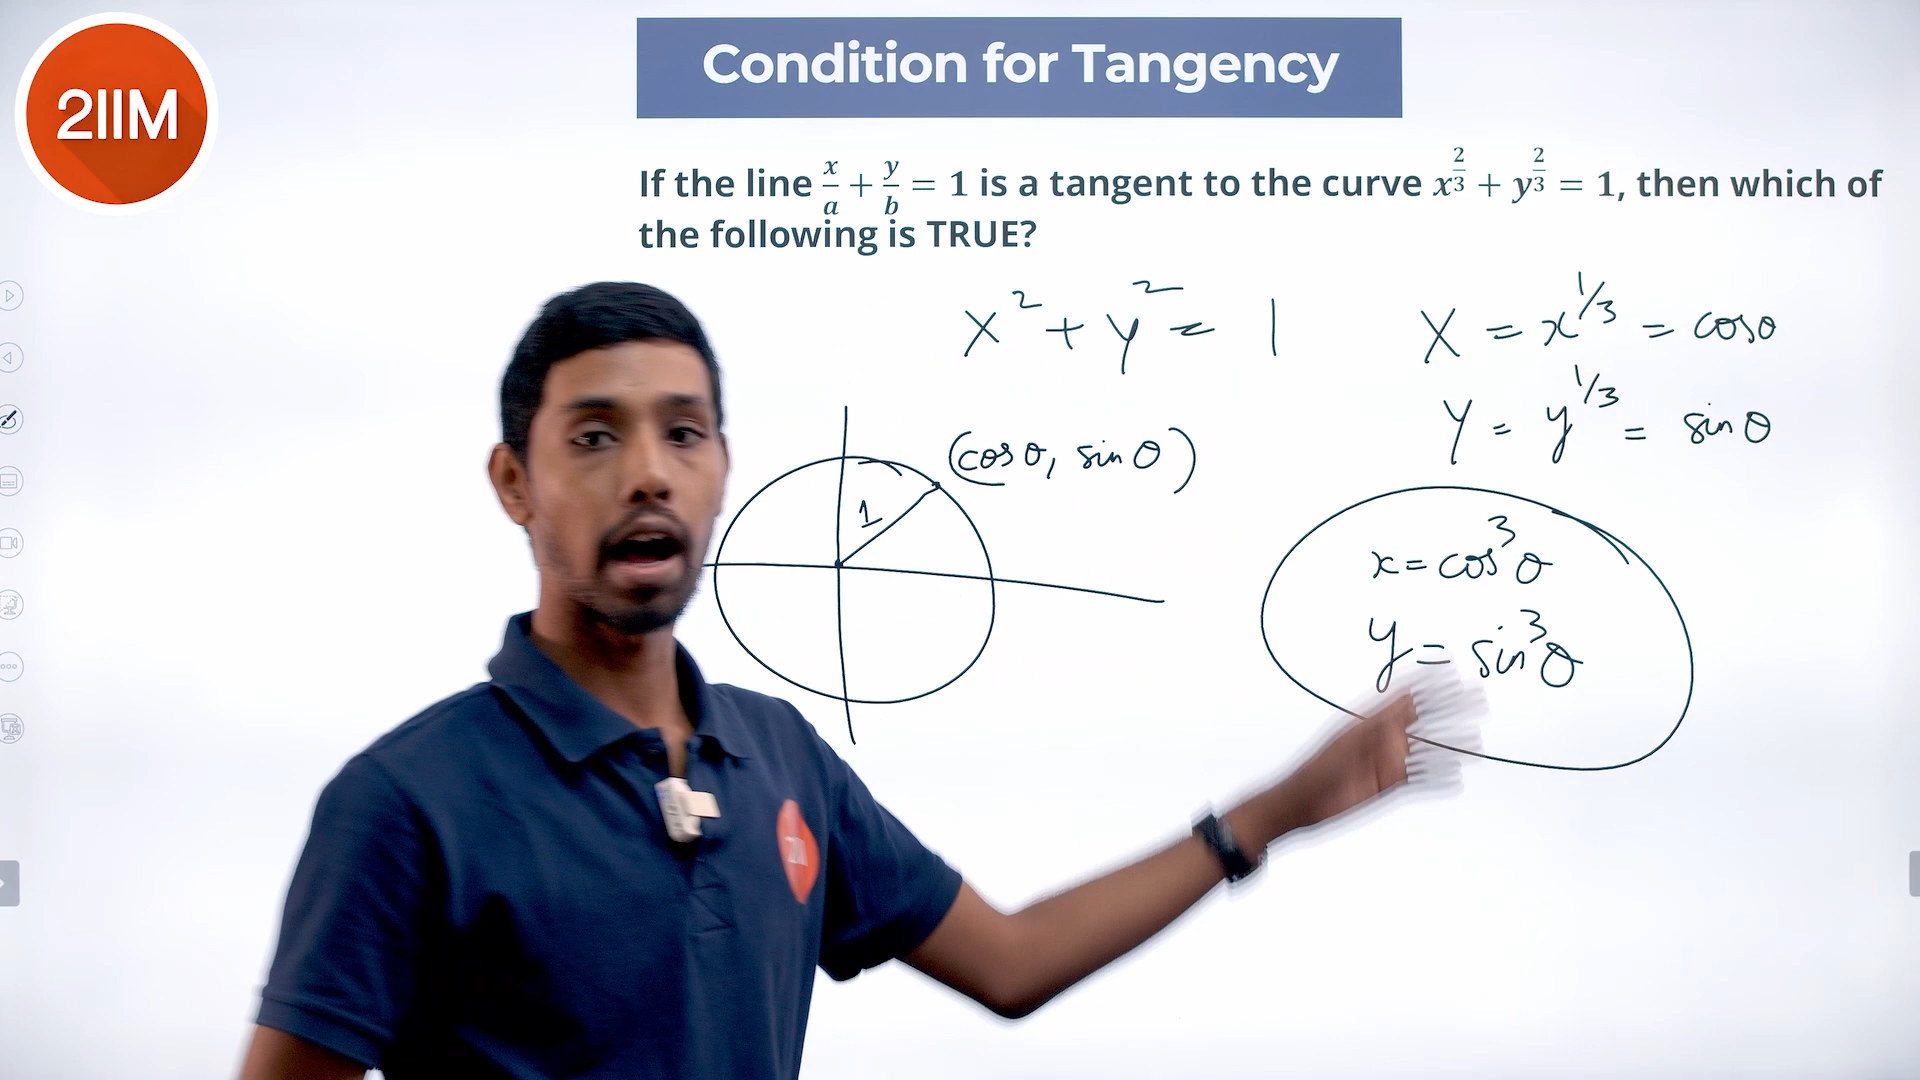 2IIM
Condition for Tangency
If the line x/a + y/b = 1 is a tangent to the curve x^(2/3) + y^(2/3) = 1, then which of
the following is TRUE?
X² + Y² = 1
X = x^(1/3) = cosθ
Y = y^(1/3) = sinθ
(cosθ, sinθ)
1
x = cos³θ
y = sin³θ
2II